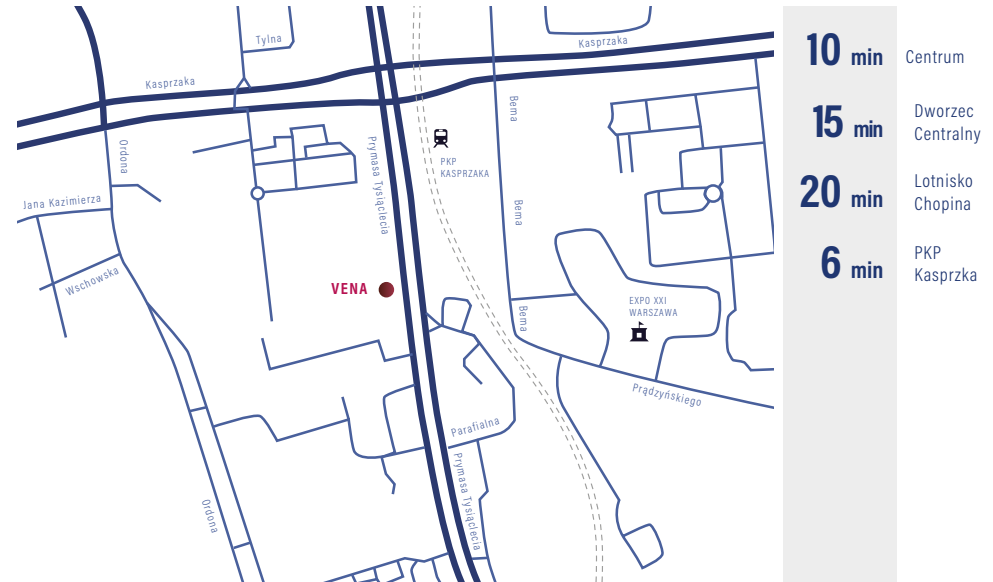 Tylna
Kasprzaka
Kasprzaka
Bema
Ordona
Prymasa Tysiąclecia
PKP
KASPRZAKA
Jana Kazimierza
Bema
Wschowska
VENA
EXPO XXI
WARSZAWA
Bema
Prądzyńskiego
Parafialna
Prymasa Tysiąclecia
Ordona
10 min Centrum
15 min Dworzec
Centralny
20 min Lotnisko
Chopina
6 min PKP
Kasprzka